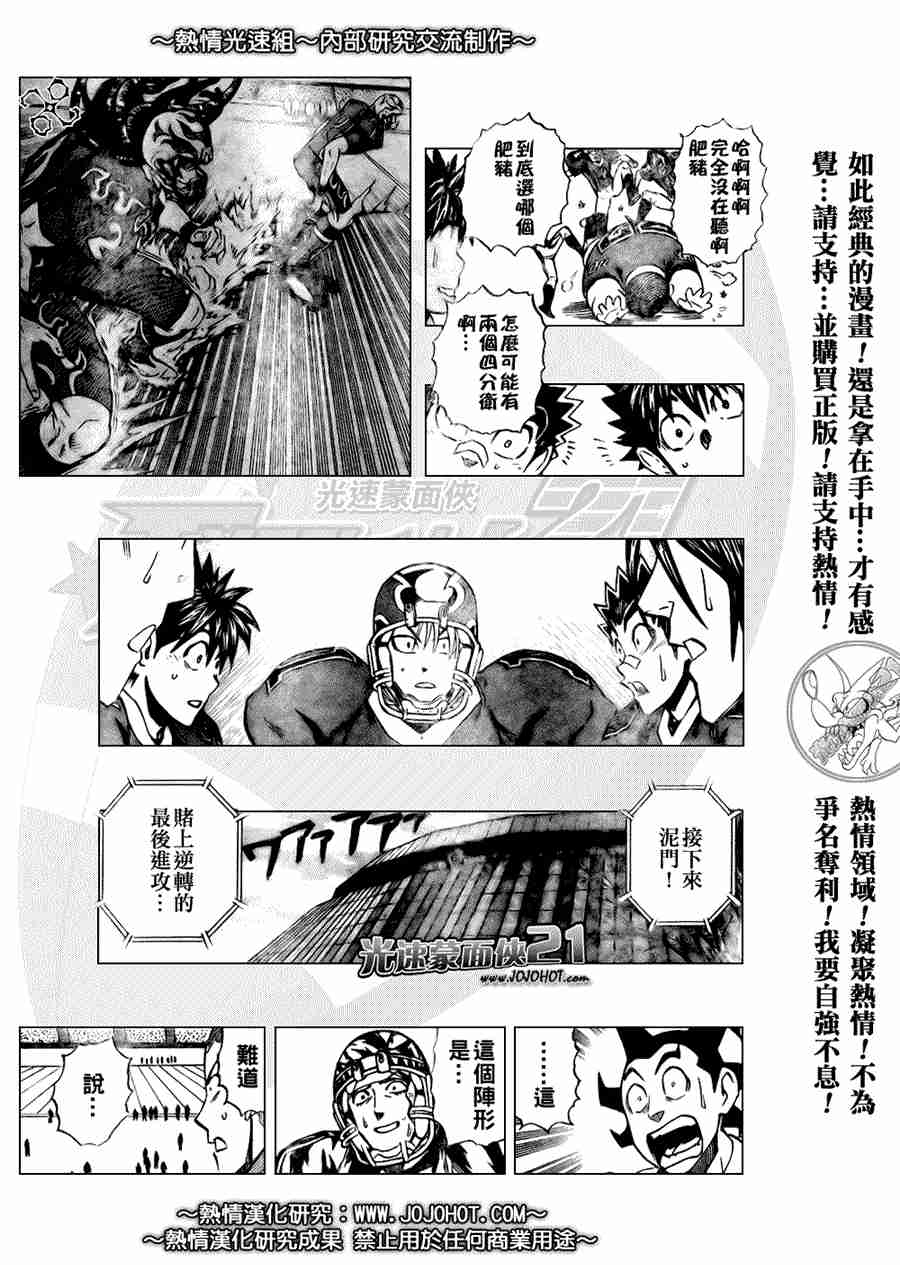 ～熱情光速組～內部研究交流制作～
哈啊啊啊
完全沒在聽啊
到底選哪個
肥豬
怎麼可能有
兩個四分衛
啊…
光速蒙面俠
接下來
泥門！
賭上逆轉的
最後進攻…
ワアァアァアァ
光速蒙面俠21
www.JOJOHOT.com
……這
這個陣形
是…
難道
說…
如此經典的漫畫！還是拿在手中…才有感
覺…請支持…並購買正版！請支持熱情！
熱情領域！凝聚熱情！不為
爭名奪利！我要自強不息！
～熱情漢化研究：WWW.JOJOHOT.COM～
～熱情漢化研究成果 禁止用於任何商業用途～